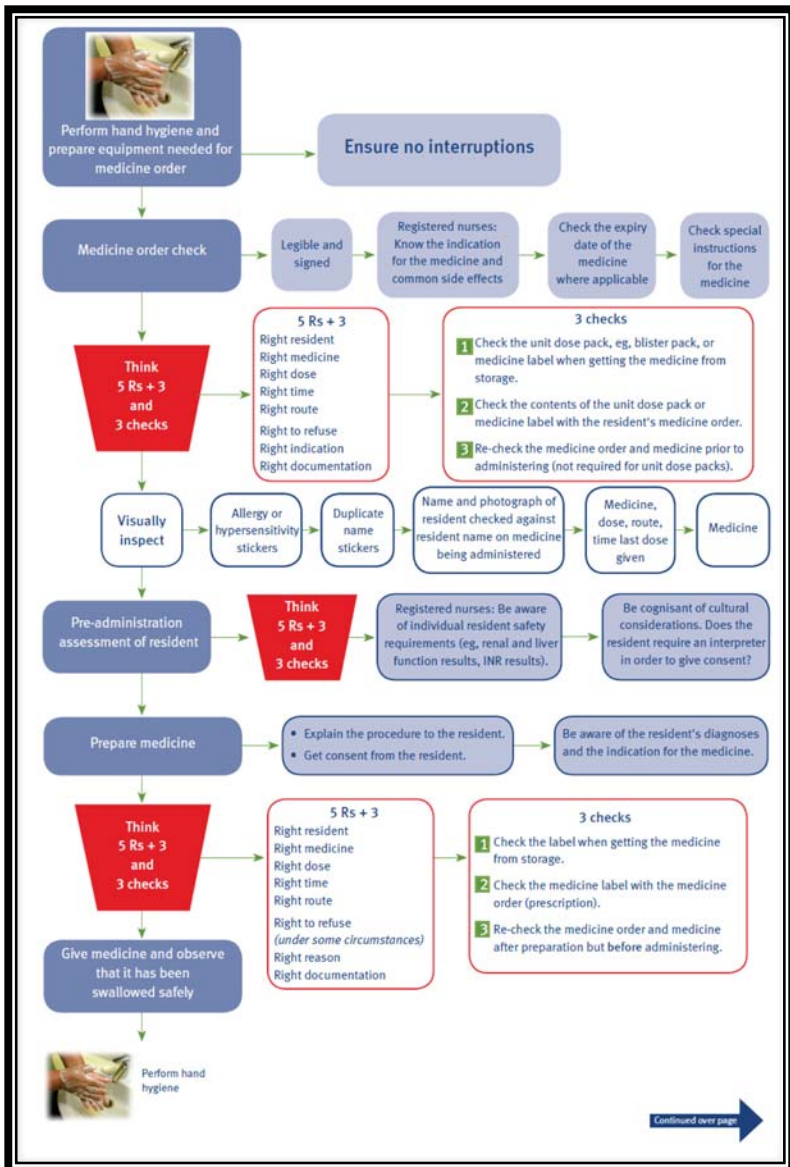 Perform hand hygiene and
prepare equipment needed for
medicine order
Ensure no interruptions
Medicine order check
Legible and
signed
Registered nurses:
Know the indication
for the medicine and
common side effects
Check the expiry
date of the
medicine
where applicable
Check special
instructions
for the
medicine
Think
5 Rs + 3
and
3 checks
5 Rs + 3
Right resident
Right medicine
Right dose
Right time
Right route
Right to refuse
Right indication
Right documentation
3 checks
1 Check the unit dose pack, eg, blister pack, or
medicine label when getting the medicine from
storage.
2 Check the contents of the unit dose pack or
medicine label with the resident's medicine order.
3 Re-check the medicine order and medicine prior to
administering (not required for unit dose packs).
Visually
inspect
Allergy or
hypersensitivity
stickers
Duplicate
name
stickers
Name and photograph of
resident checked against
resident name on medicine
being administered
Medicine,
dose, route,
time last dose
given
Medicine
Pre-administration
assessment of resident
Think
5 Rs + 3
and
3 checks
Registered nurses: Be aware
of individual resident safety
requirements (eg, renal and liver
function results, INR results).
Be cognisant of cultural
considerations. Does the
resident require an interpreter
in order to give consent?
Prepare medicine
• Explain the procedure to the resident.
• Get consent from the resident.
Be aware of the resident's diagnoses
and the indication for the medicine.
Think
5 Rs + 3
and
3 checks
5 Rs + 3
Right resident
Right medicine
Right dose
Right time
Right route
Right to refuse
(under some circumstances)
Right reason
Right documentation
3 checks
1 Check the label when getting the medicine
from storage.
2 Check the medicine label with the medicine
order (prescription).
3 Re-check the medicine order and medicine
after preparation but before administering.
Give medicine and observe
that it has been
swallowed safely
Perform hand
hygiene
Continued over page